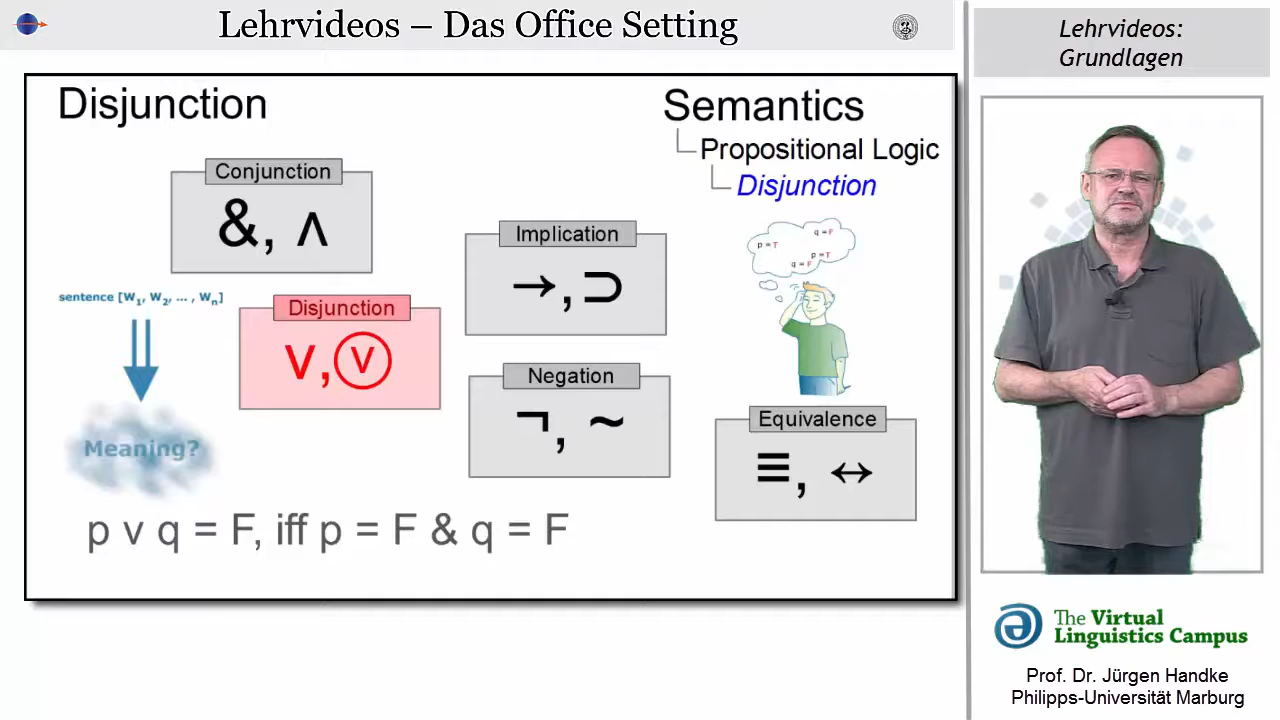 Lehrvideos – Das Office Setting
Lehrvideos:
Grundlagen
Disjunction
Semantics
Propositional Logic
Disjunction
Conjunction
&, ∧
Implication
→, ⊃
sentence [W1, W2, ... , Wn]
Disjunction
v, ⓥ
p = T
q = F
p = T
q = F
Negation
¬, ~
Meaning?
Equivalence
≡, ↔
p v q = F, iff p = F & q = F
The Virtual
Linguistics Campus
Prof. Dr. Jürgen Handke
Philipps-Universität Marburg